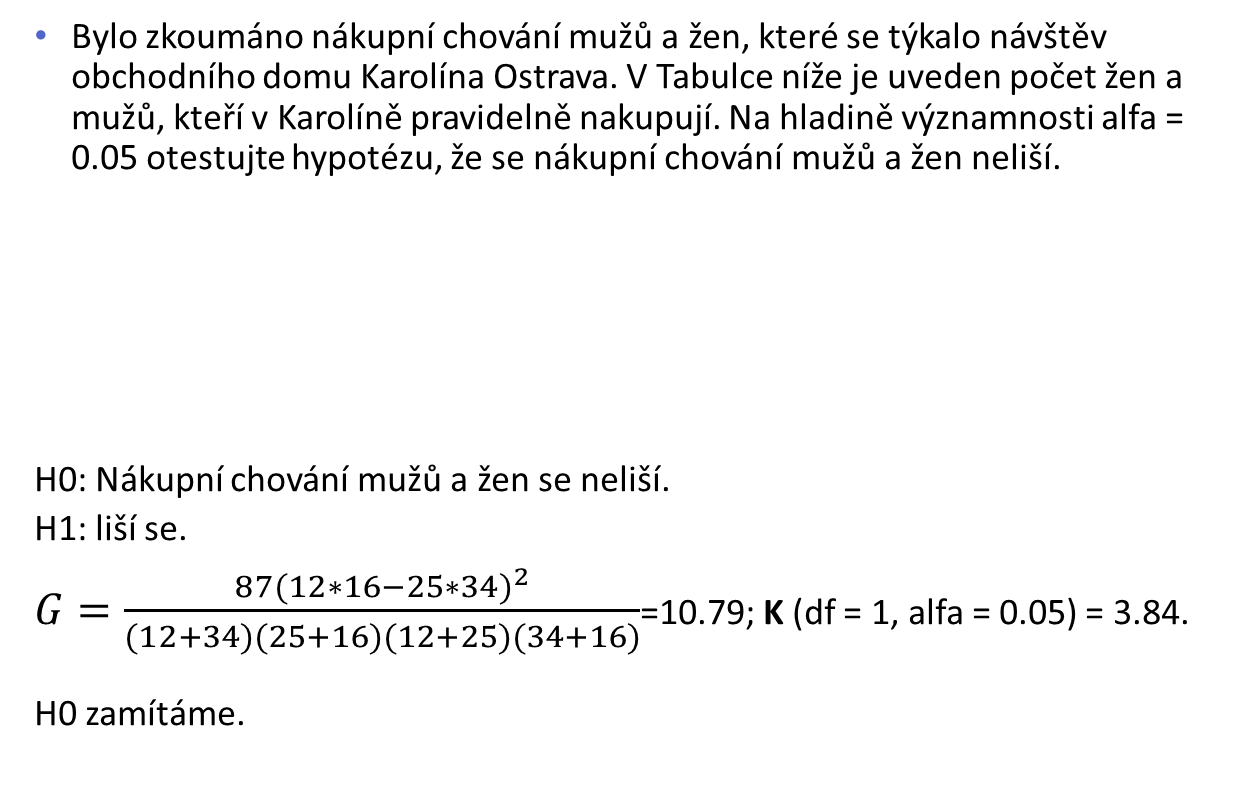 • Bylo zkoumáno nákupní chování mužů a žen, které se týkalo návštěv
obchodního domu Karolína Ostrava. V Tabulce níže je uveden počet žen a
mužů, kteří v Karolíně pravidelně nakupují. Na hladině významnosti alfa =
0.05 otestujte hypotézu, že se nákupní chování mužů a žen neliší.
H0: Nákupní chování mužů a žen se neliší.
H1: liší se.
87(12∗16−25∗34)²
G = =10.79; K (df = 1, alfa = 0.05) = 3.84.
(12+34)(25+16)(12+25)(34+16)
H0 zamítáme.